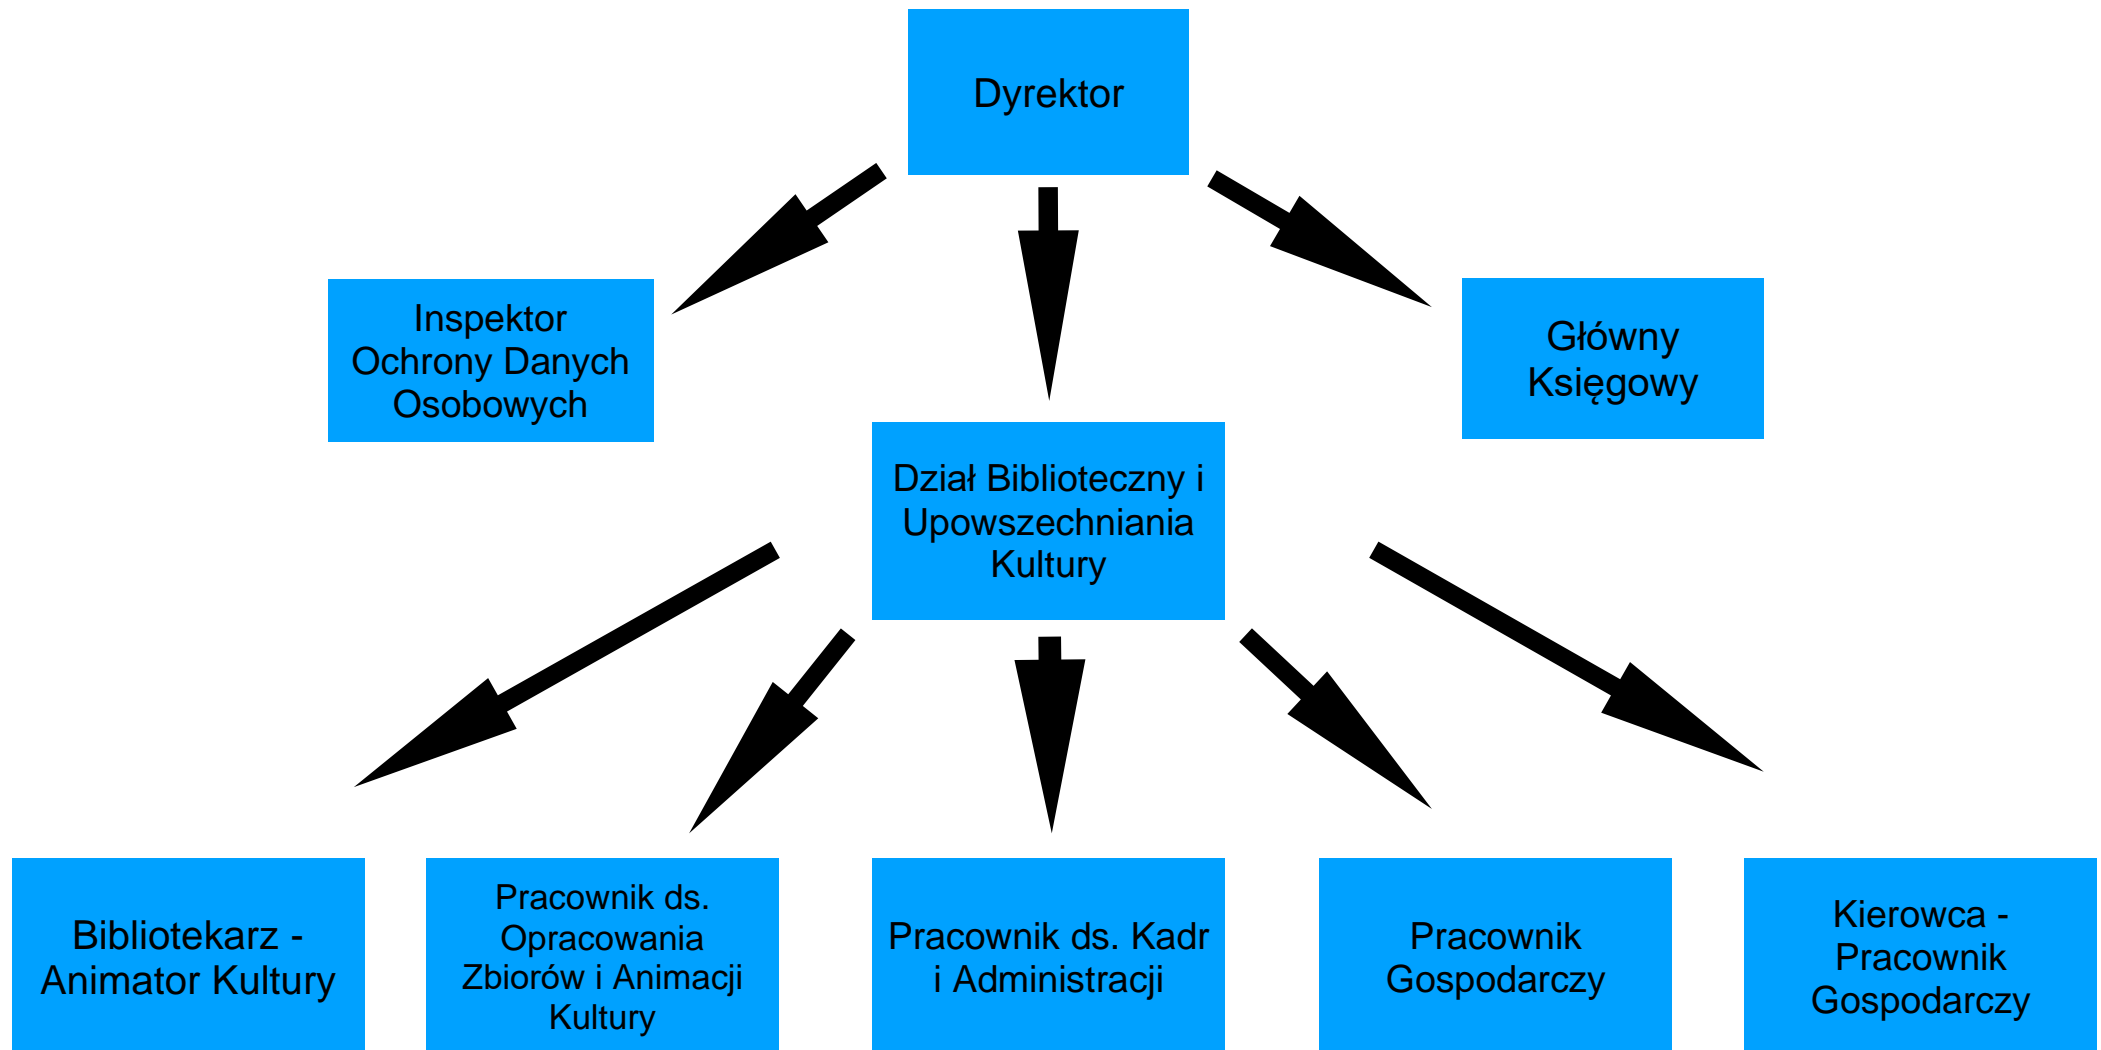 Dyrektor
Inspektor
Ochrony Danych
Osobowych
Główny
Księgowy
Dział Biblioteczny i
Upowszechniania
Kultury
Bibliotekarz -
Animator Kultury
Pracownik ds.
Opracowania
Zbiorów i Animacji
Kultury
Pracownik ds. Kadr
i Administracji
Pracownik
Gospodarczy
Kierowca -
Pracownik
Gospodarczy